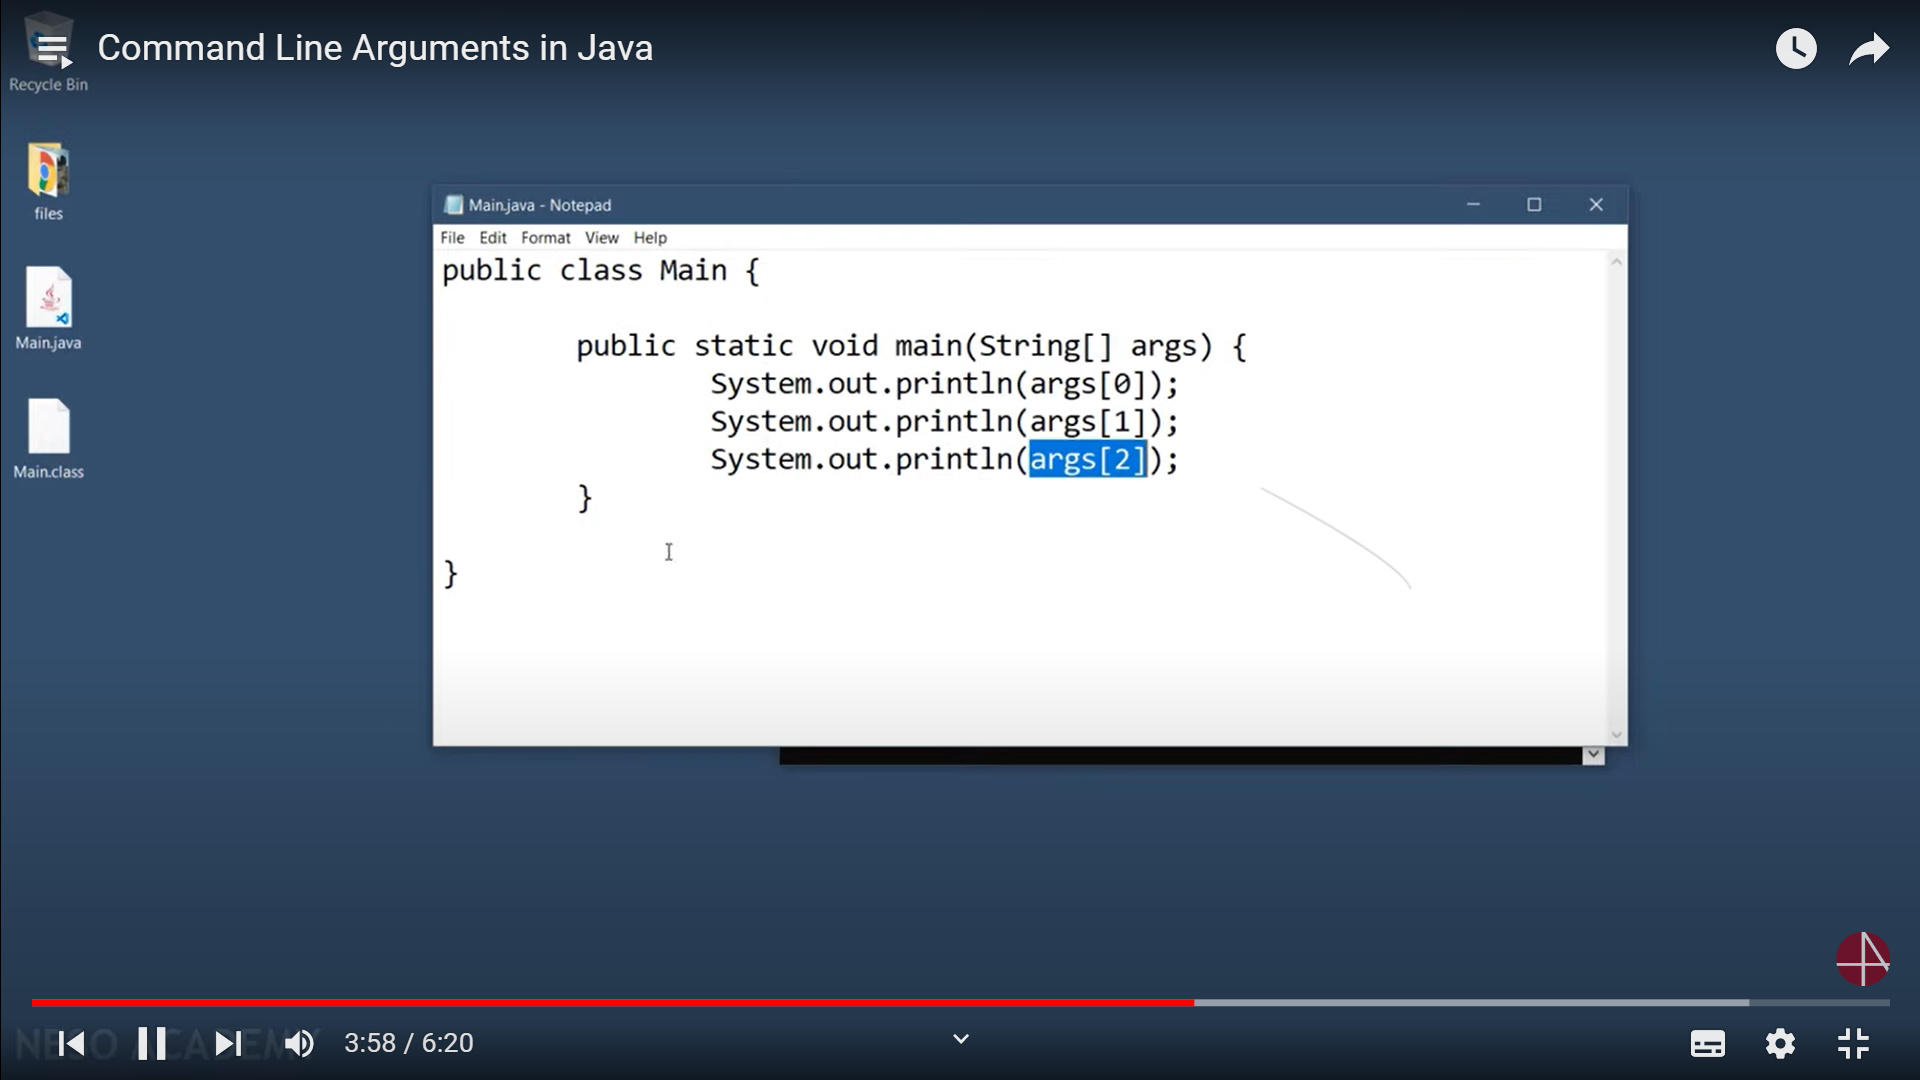 Command Line Arguments in Java
Recycle Bin
files
Main.java
Main.class
Main.java - Notepad
File Edit Format View Help
public class Main {
public static void main(String[] args) {
System.out.println(args[0]);
System.out.println(args[1]);
System.out.println(args[2]);
}
}
NESO ACADEMY
3:58 / 6:20